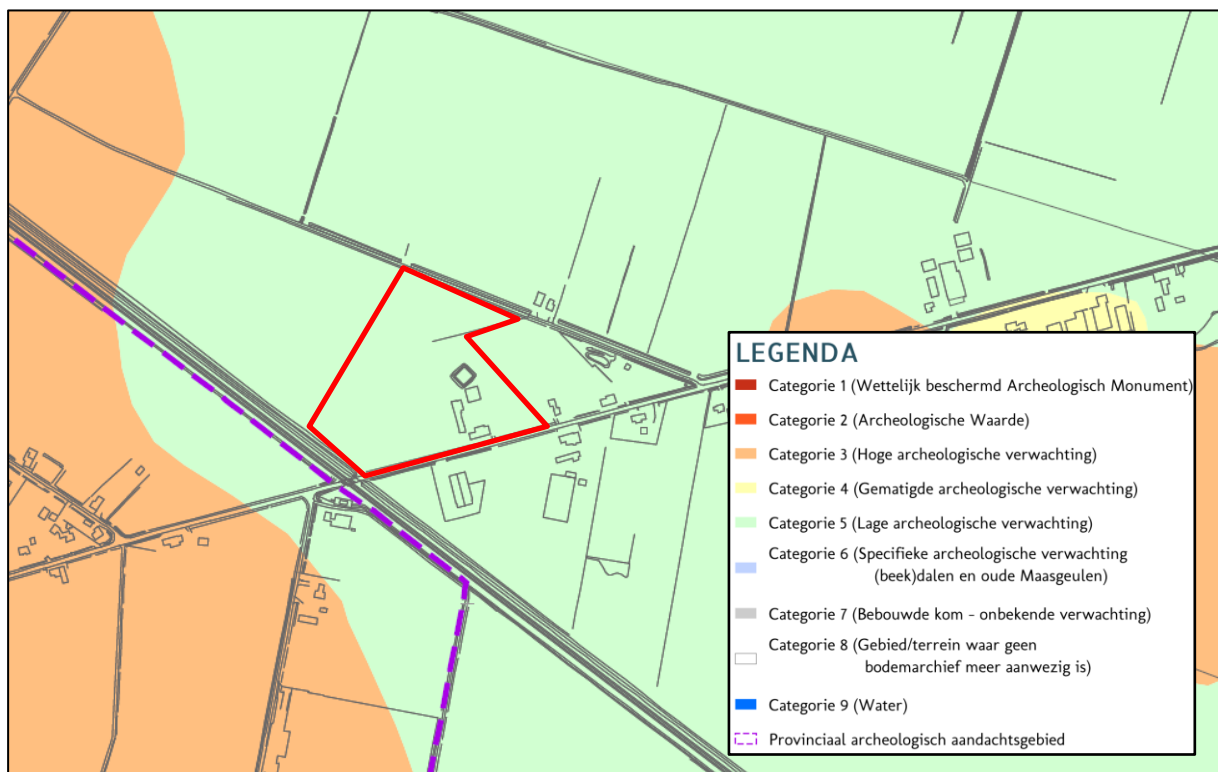 LEGENDA
Categorie 1 (Wettelijk beschermd Archeologisch Monument)
Categorie 2 (Archeologische Waarde)
Categorie 3 (Hoge archeologische verwachting)
Categorie 4 (Gematigde archeologische verwachting)
Categorie 5 (Lage archeologische verwachting)
Categorie 6 (Specifieke archeologische verwachting
(beek)dalen en oude Maasgeulen)
Categorie 7 (Bebouwde kom - onbekende verwachting)
Categorie 8 (Gebied/terrein waar geen
bodemarchief meer aanwezig is)
Categorie 9 (Water)
Provinciaal archeologisch aandachtsgebied